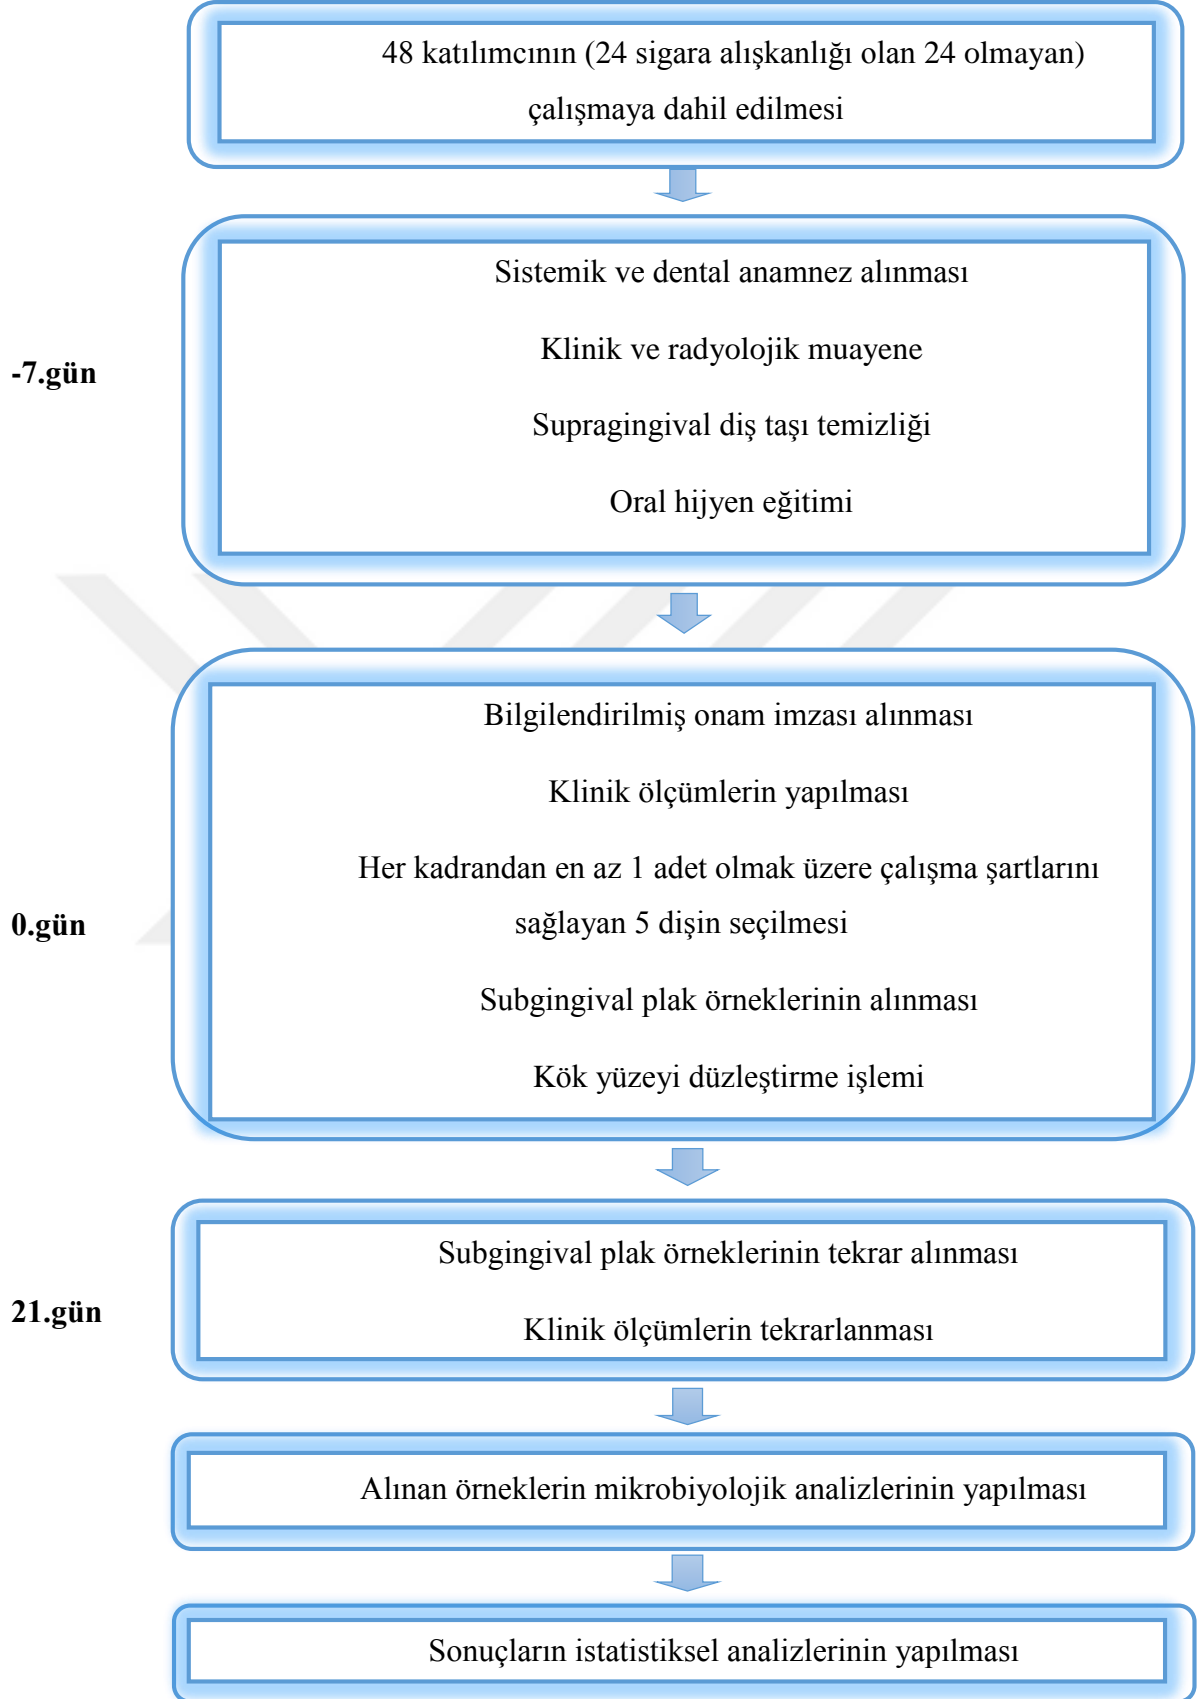 48 katılımcının (24 sigara alışkanlığı olan 24 olmayan)
çalışmaya dahil edilmesi
-7.gün
Sistemik ve dental anamnez alınması
Klinik ve radyolojik muayene
Supragingival diş taşı temizliği
Oral hijyen eğitimi
0.gün
Bilgilendirilmiş onam imzası alınması
Klinik ölçümlerin yapılması
Her kadrandan en az 1 adet olmak üzere çalışma şartlarını
sağlayan 5 dişin seçilmesi
Subgingival plak örneklerinin alınması
Kök yüzeyi düzleştirme işlemi
21.gün
Subgingival plak örneklerinin tekrar alınması
Klinik ölçümlerin tekrarlanması
Alınan örneklerin mikrobiyolojik analizlerinin yapılması
Sonuçların istatistiksel analizlerinin yapılması